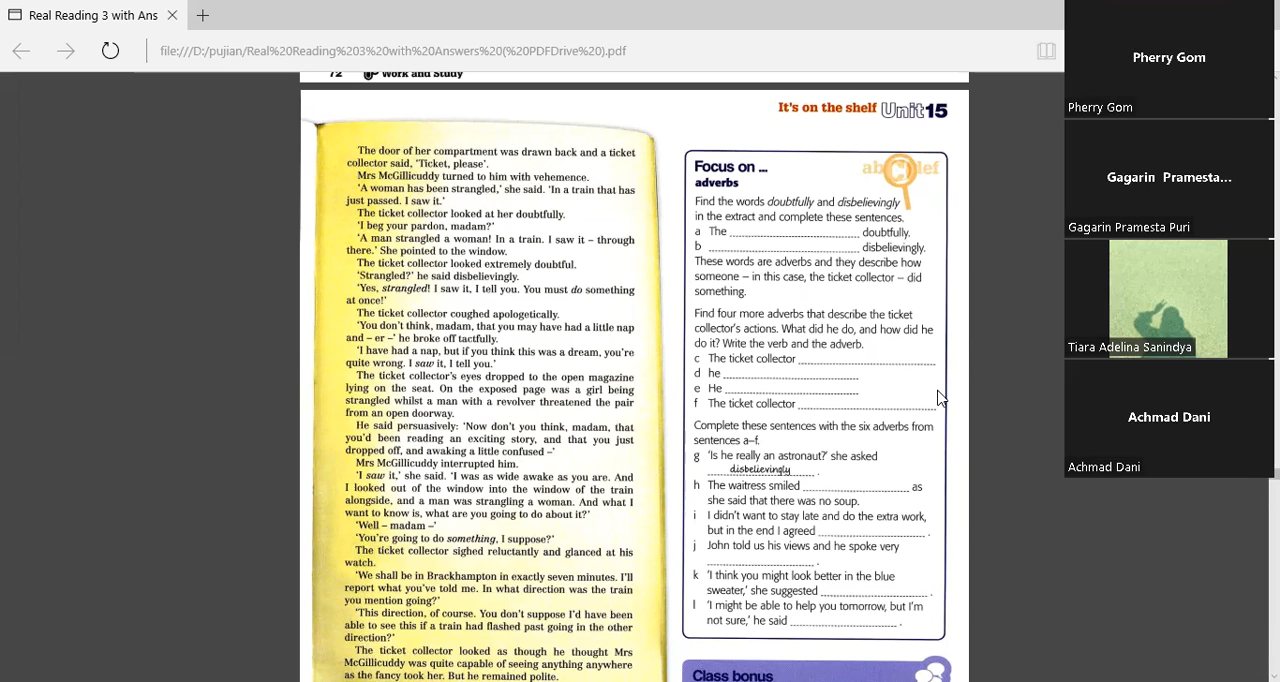 Real Reading 3 with Ans
file:///D:/pujian/Real%20Reading%203%20with%20Answers%20(%20PDFDrive%20).pdf
72 Work and Study
It's on the shelf Unit15
The door of her compartment was drawn back and a ticket
collector said, 'Ticket, please'.
Mrs McGillicuddy turned to him with vehemence.
'A woman has been strangled,' she said. 'In a train that has
just passed. I saw it.'
The ticket collector looked at her doubtfully.
'I beg your pardon, madam?'
'A man strangled a woman! In a train. I saw it – through
there.' She pointed to the window.
The ticket collector looked extremely doubtful.
'Strangled?' he said disbelievingly.
'Yes, strangled! I saw it, I tell you. You must do something
at once!'
The ticket collector coughed apologetically.
'You don't think, madam, that you may have had a little nap
and – er –' he broke off tactfully.
'I have had a nap, but if you think this was a dream, you're
quite wrong. I saw it, I tell you.'
The ticket collector's eyes dropped to the open magazine
lying on the seat. On the exposed page was a girl being
strangled whilst a man with a revolver threatened the pair
from an open doorway.
He said persuasively: 'Now don't you think, madam, that
you'd been reading an exciting story, and that you just
dropped off, and awaking a little confused –'
Mrs McGillicuddy interrupted him.
'I saw it,' she said. 'I was as wide awake as you are. And
I looked out of the window into the window of the train
alongside, and a man was strangling a woman. And what I
want to know is, what are you going to do about it?'
'Well – madam –'
'You're going to do something, I suppose?'
The ticket collector sighed reluctantly and glanced at his
watch.
'We shall be in Brackhampton in exactly seven minutes. I'll
report what you've told me. In what direction was the train
you mention going?'
'This direction, of course. You don't suppose I'd have been
able to see this if a train had flashed past going in the other
direction?'
The ticket collector looked as though he thought Mrs
McGillicuddy was quite capable of seeing anything anywhere
as the fancy took her. But he remained polite.
Focus on ...
adverbs
Find the words doubtfully and disbelievingly
in the extract and complete these sentences.
a The doubtfully.
b disbelievingly.
These words are adverbs and they describe how
someone – in this case, the ticket collector – did
something.
Find four more adverbs that describe the ticket
collector's actions. What did he do, and how did he
do it? Write the verb and the adverb.
c The ticket collector
d he
e He
f The ticket collector
Complete these sentences with the six adverbs from
sentences a–f.
g 'Is he really an astronaut?' she asked
disbelievingly .
h The waitress smiled as
she said that there was no soup.
i I didn't want to stay late and do the extra work,
but in the end I agreed .
j John told us his views and he spoke very
.
k 'I think you might look better in the blue
sweater,' she suggested .
l 'I might be able to help you tomorrow, but I'm
not sure,' he said .
Class bonus
Pherry Gom
Pherry Gom
Gagarin Pramesta...
Gagarin Pramesta Puri
Tiara Adelina Sanindya
Achmad Dani
Achmad Dani